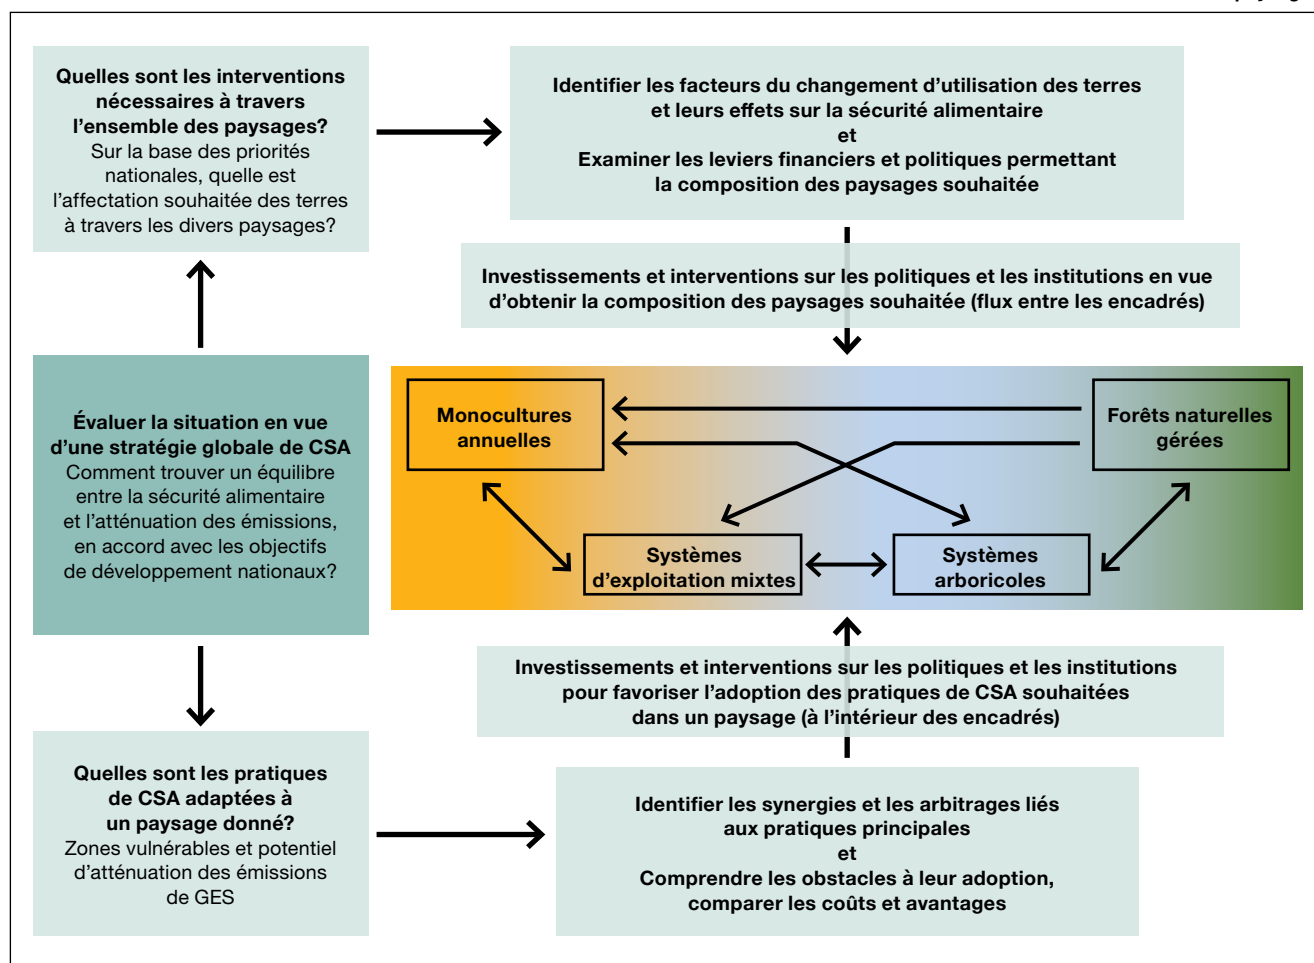 Quelles sont les interventions
nécessaires à travers
l'ensemble des paysages?
Sur la base des priorités
nationales, quelle est
l'affectation souhaitée des terres
à travers les divers paysages?
Identifier les facteurs du changement d'utilisation des terres
et leurs effets sur la sécurité alimentaire
et
Examiner les leviers financiers et politiques permettant
la composition des paysages souhaitée
Investissements et interventions sur les politiques et les institutions en vue
d'obtenir la composition des paysages souhaitée (flux entre les encadrés)
Évaluer la situation en vue
d'une stratégie globale de CSA
Comment trouver un équilibre
entre la sécurité alimentaire
et l'atténuation des émissions,
en accord avec les objectifs
de développement nationaux?
Monocultures
annuelles
Forêts naturelles
gérées
Systèmes
d'exploitation mixtes
Systèmes
arboricoles
Investissements et interventions sur les politiques et les institutions
pour favoriser l'adoption des pratiques de CSA souhaitées
dans un paysage (à l'intérieur des encadrés)
Quelles sont les pratiques
de CSA adaptées à
un paysage donné?
Zones vulnérables et potentiel
d'atténuation des émissions
de GES
Identifier les synergies et les arbitrages liés
aux pratiques principales
et
Comprendre les obstacles à leur adoption,
comparer les coûts et avantages